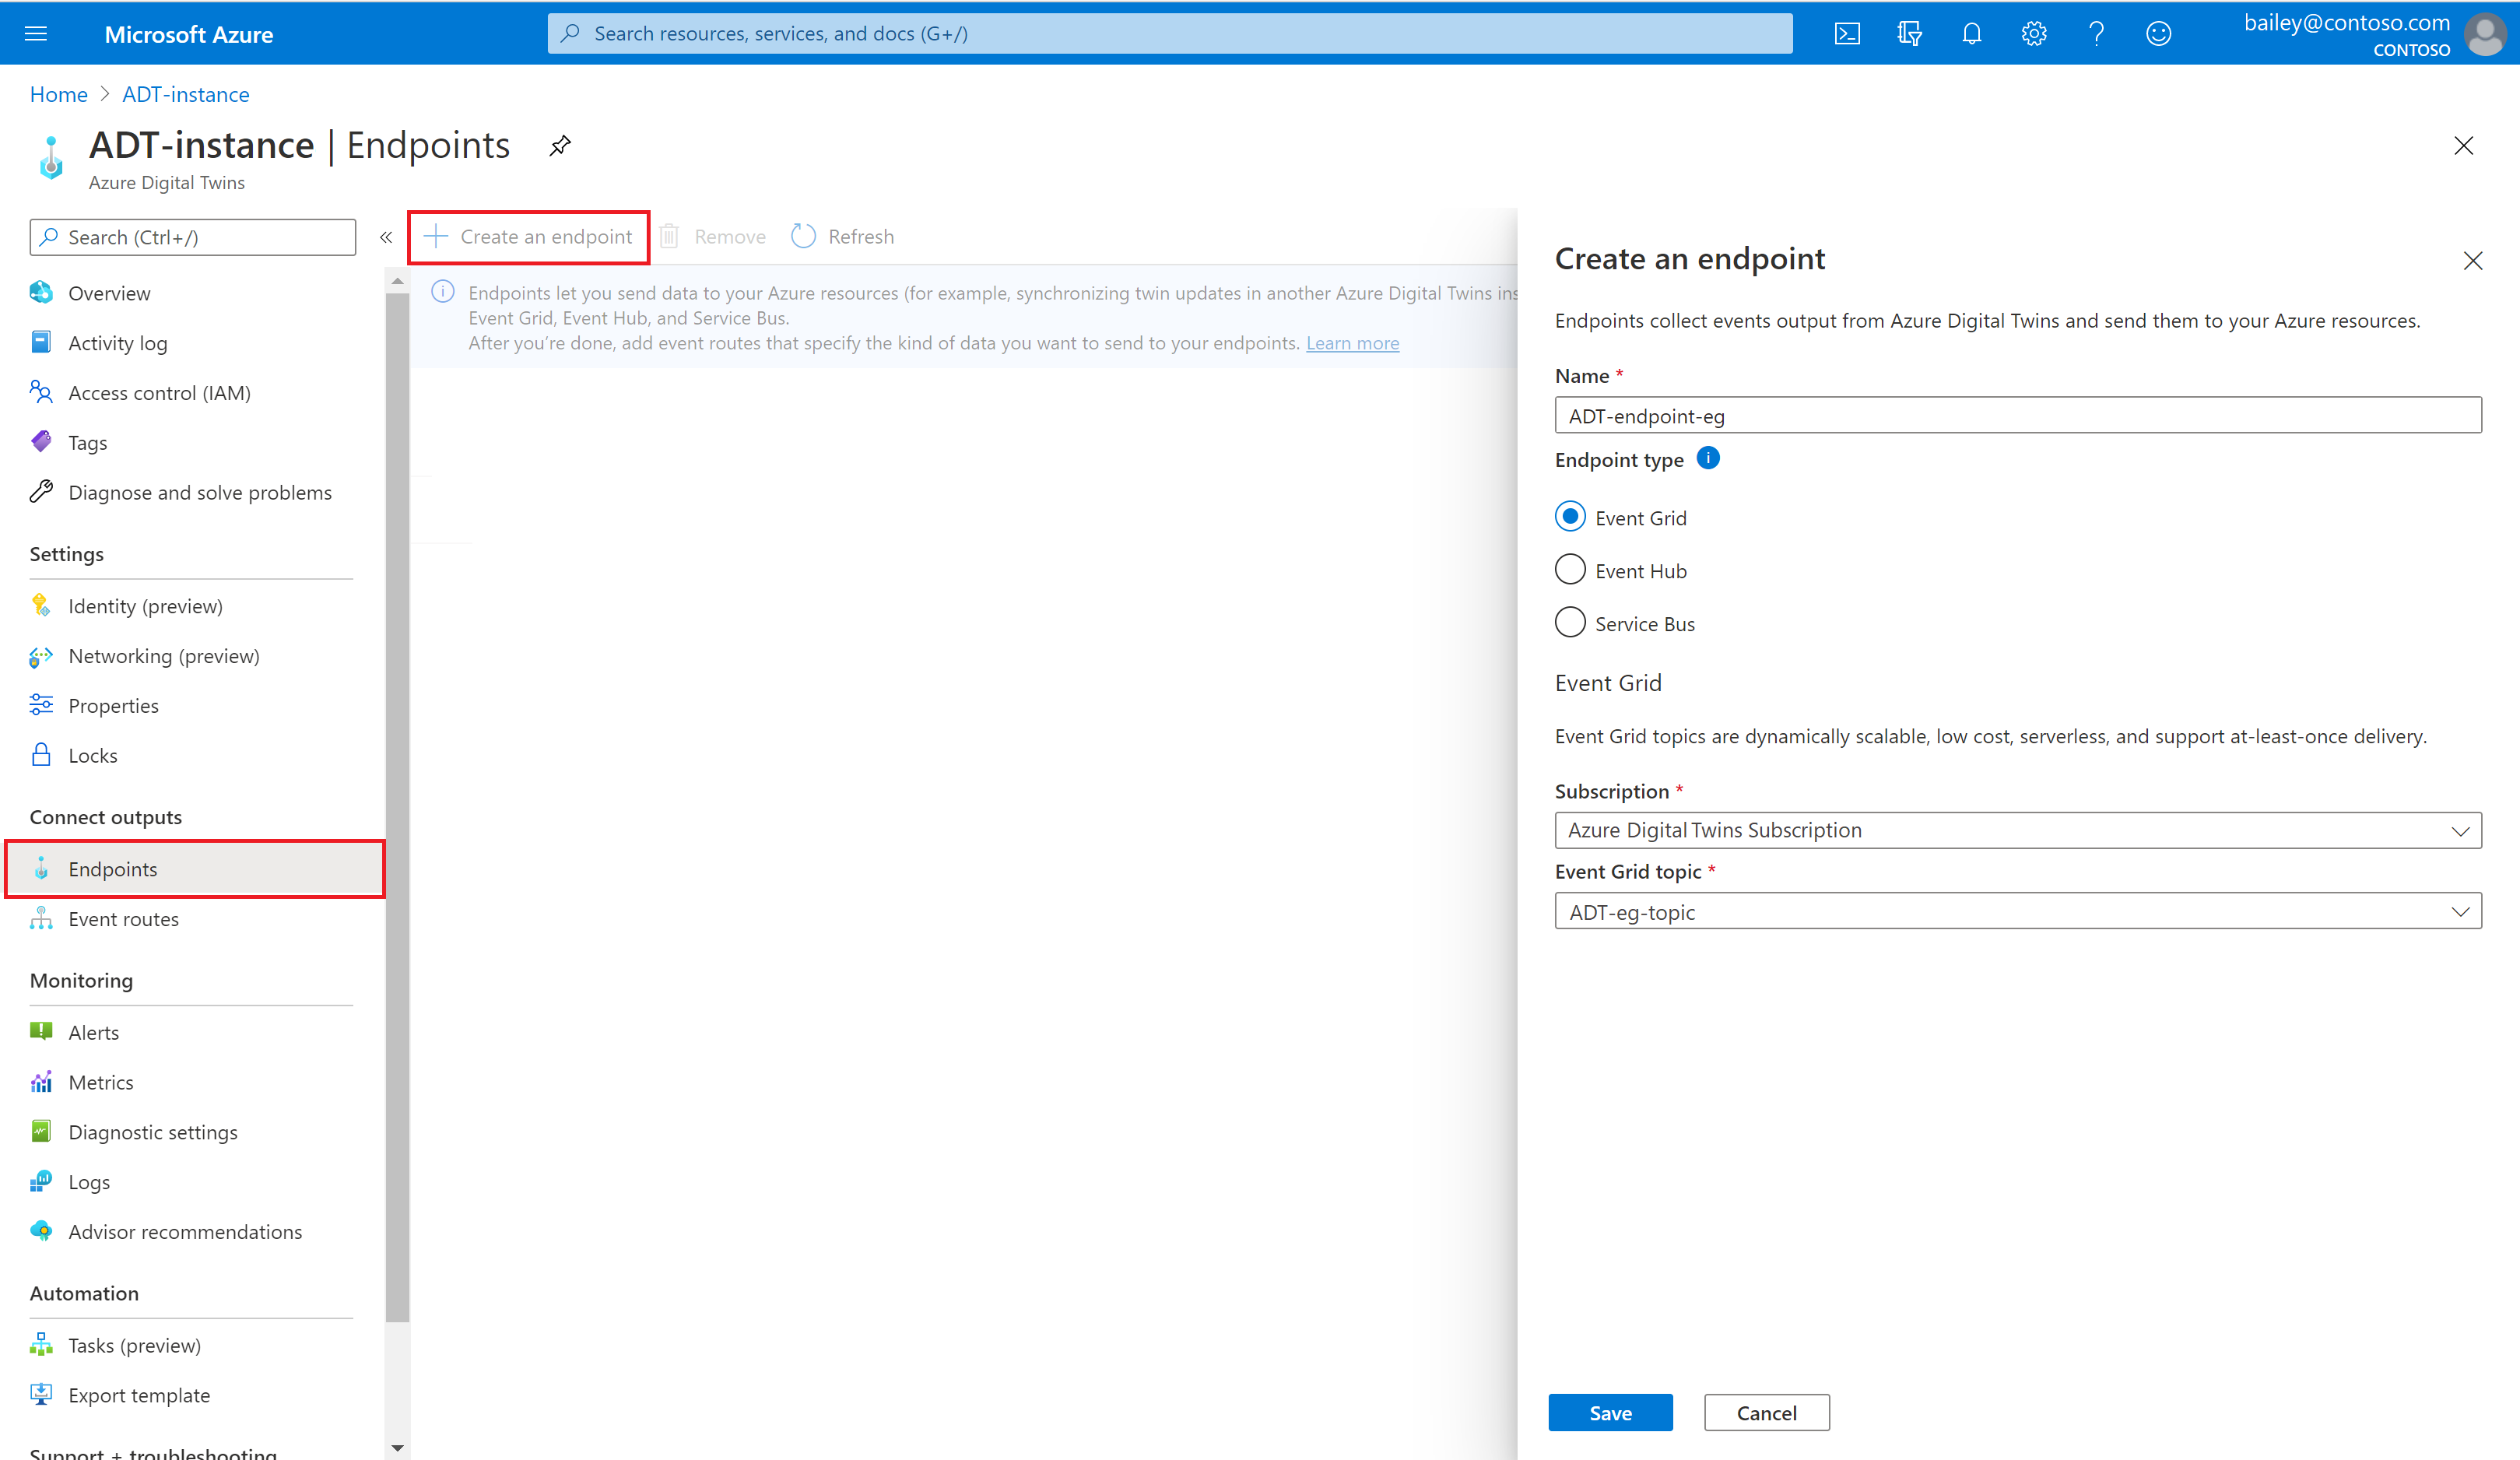 Microsoft Azure
Search resources, services, and docs (G+/)
bailey@contoso.com
CONTOSO
Home > ADT-instance
ADT-instance | Endpoints
Azure Digital Twins
Search (Ctrl+/)
«
Overview
Activity log
Access control (IAM)
Tags
Diagnose and solve problems
Settings
Identity (preview)
Networking (preview)
Properties
Locks
Connect outputs
Endpoints
Event routes
Monitoring
Alerts
Metrics
Diagnostic settings
Logs
Advisor recommendations
Automation
Tasks (preview)
Export template
Support + troubleshooting
Create an endpoint
Remove
Refresh
Endpoints let you send data to your Azure resources (for example, synchronizing twin updates in another Azure Digital Twins ins
Event Grid, Event Hub, and Service Bus.
After you're done, add event routes that specify the kind of data you want to send to your endpoints. Learn more
Create an endpoint
Endpoints collect events output from Azure Digital Twins and send them to your Azure resources.
Name *
ADT-endpoint-eg
Endpoint type
Event Grid
Event Hub
Service Bus
Event Grid
Event Grid topics are dynamically scalable, low cost, serverless, and support at-least-once delivery.
Subscription *
Azure Digital Twins Subscription
Event Grid topic *
ADT-eg-topic
Save
Cancel